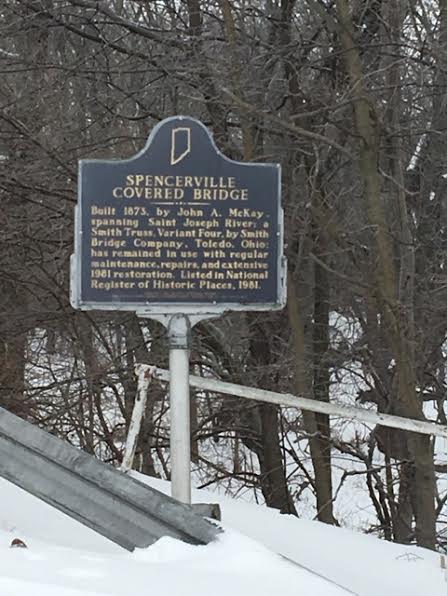 SPENCERVILLE
COVERED BRIDGE
Built 1873, by John A. McKay,
spanning Saint Joseph River; a
Smith Truss, Variant Four, by Smith
Bridge Company, Toledo, Ohio;
has remained in use with regular
maintenance, repairs, and extensive
1981 restoration. Listed in National
Register of Historic Places, 1981.